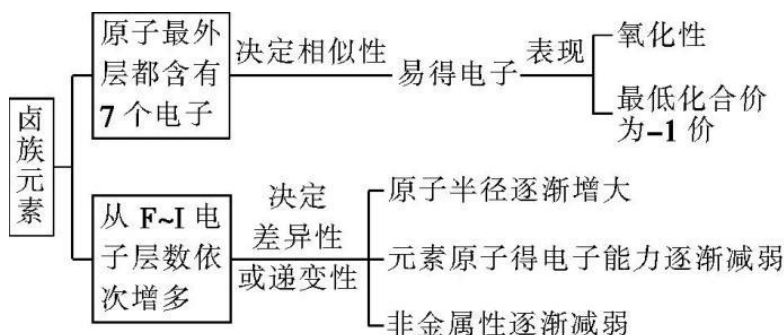 卤族元素
原子最外
层都含有
7个电子
决定相似性
易得电子
表现
氧化性
最低化合价
为-1价
从F~I电
子层数依
次增多
决定
差异性
或递变性
原子半径逐渐增大
元素原子得电子能力逐渐减弱
非金属性逐渐减弱